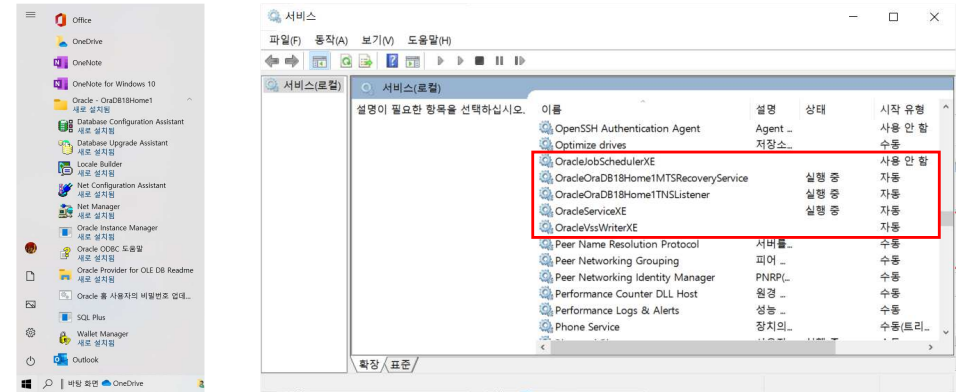 Office
OneDrive
OneNote
OneNote for Windows 10
Oracle - OraDB18Home1
새로 설치됨
Database Configuration Assistant
새로 설치됨
Database Upgrade Assistant
새로 설치됨
Locale Builder
새로 설치됨
Net Configuration Assistant
새로 설치됨
Net Manager
새로 설치됨
Oracle Instance Manager
새로 설치됨
Oracle ODBC 도움말
새로 설치됨
Oracle Provider for OLE DB Readme
새로 설치됨
Oracle 홈 사용자의 비밀번호 업데...
SQL Plus
Wallet Manager
새로 설치됨
Outlook
바탕 화면 OneDrive
서비스
파일(F) 동작(A) 보기(V) 도움말(H)
서비스(로컬)
서비스(로컬)
설명이 필요한 항목을 선택하십시오.
이름 설명 상태 시작 유형
OpenSSH Authentication Agent Agent ... 사용 안 함
Optimize drives 저장소... 수동
OracleJobSchedulerXE 사용 안 함
OracleOraDB18Home1MTSRecoveryService 실행 중 자동
OracleOraDB18Home1TNSListener 실행 중 자동
OracleServiceXE 실행 중 자동
OracleVssWriterXE 자동
Peer Name Resolution Protocol 서버를... 수동
Peer Networking Grouping 피어 ... 수동
Peer Networking Identity Manager PNRP(... 수동
Performance Counter DLL Host 원경 ... 수동
Performance Logs & Alerts 성능 ... 수동
Phone Service 장치의... 수동(트리...
확장 표준